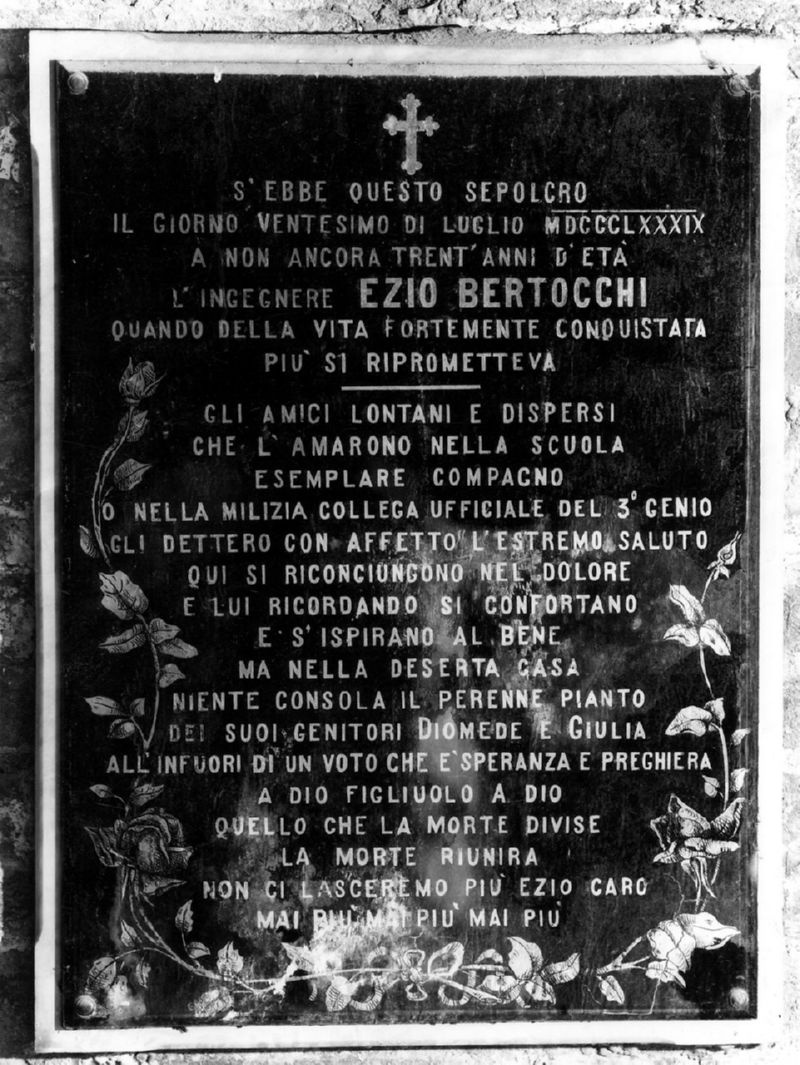 S' EBBE QUESTO SEPOLCRO
IL GIORNO VENTESIMO DI LUGLIO MDCCCLXXXIX
A NON ANCORA TRENT' ANNI D' ETÀ
L' INGEGNERE EZIO BERTOCCHI
QUANDO DELLA VITA FORTEMENTE CONQUISTATA
PIU' SI RIPROMETTEVA
GLI AMICI LONTANI E DISPERSI
CHE L' AMARONO NELLA SCUOLA
ESEMPLARE COMPAGNO
O NELLA MILIZIA COLLEGA UFFICIALE DEL 3° GENIO
GLI DETTERO CON AFFETTO L'ESTREMO SALUTO
QUI SI RICONCIUNGONO NEL DOLORE
E LUI RICORDANDO SI CONFORTANO
E S' ISPIRANO AL BENE
MA NELLA DESERTA CASA
NIENTE CONSOLA IL PERENNE PIANTO
DEI SUOI GENITORI DIOMEDE E GIULIA
ALL'INFUORI DI UN VOTO CHE E' SPERANZA E PREGHIERA
A DIO FIGLIUOLO A DIO
QUELLO CHE LA MORTE DIVISE
LA MORTE RIUNIRA
NON CI LASCEREMO PIU' EZIO CARO
MAI PIU' MAI PIU' MAI PIU'